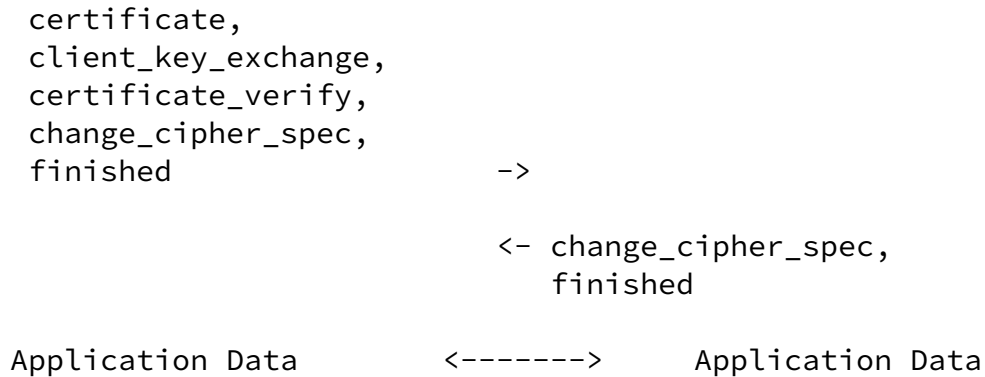 certificate,
client_key_exchange,
certificate_verify,
change_cipher_spec,
finished ->
<- change_cipher_spec,
finished
Application Data <-------> Application Data